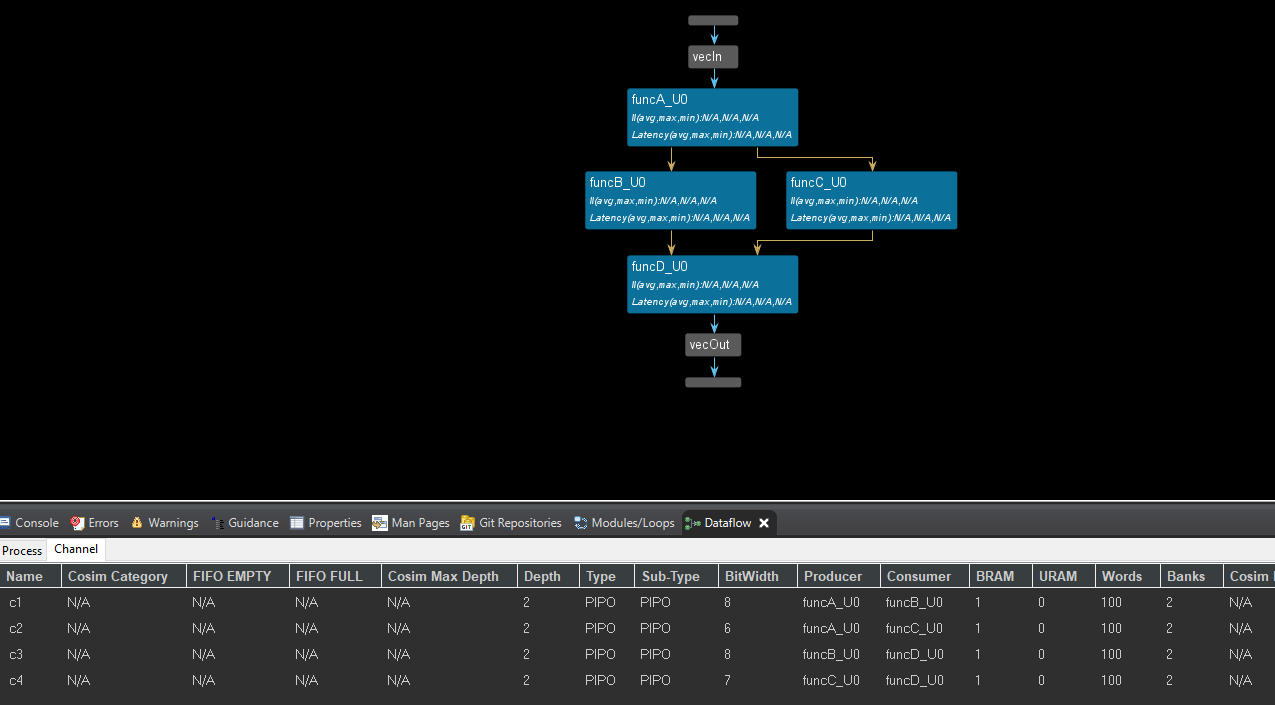 vecIn
funcA_U0
II(avg,max,min):N/A,N/A,N/A
Latency(avg,max,min):N/A,N/A,N/A
funcB_U0
II(avg,max,min):N/A,N/A,N/A
Latency(avg,max,min):N/A,N/A,N/A
funcC_U0
II(avg,max,min):N/A,N/A,N/A
Latency(avg,max,min):N/A,N/A,N/A
funcD_U0
II(avg,max,min):N/A,N/A,N/A
Latency(avg,max,min):N/A,N/A,N/A
vecOut
Console Errors Warnings Guidance Properties Man Pages GIT Git Repositories Modules/Loops Dataflow
Process Channel
Name Cosim Category FIFO EMPTY FIFO FULL Cosim Max Depth Depth Type Sub-Type BitWidth Producer Consumer BRAM URAM Words Banks Cosim
c1 N/A N/A N/A N/A 2 PIPO PIPO 8 funcA_U0 funcB_U0 1 0 100 2 N/A
c2 N/A N/A N/A N/A 2 PIPO PIPO 6 funcA_U0 funcC_U0 1 0 100 2 N/A
c3 N/A N/A N/A N/A 2 PIPO PIPO 8 funcB_U0 funcD_U0 1 0 100 2 N/A
c4 N/A N/A N/A N/A 2 PIPO PIPO 7 funcC_U0 funcD_U0 1 0 100 2 N/A